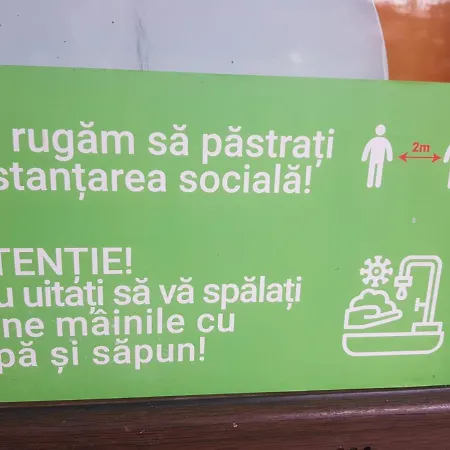 rugăm să păstrați
stanțarea socială!
2m
TENȚIE!
u uitați să vă spălați
ne mâinile cu
pă și săpun!